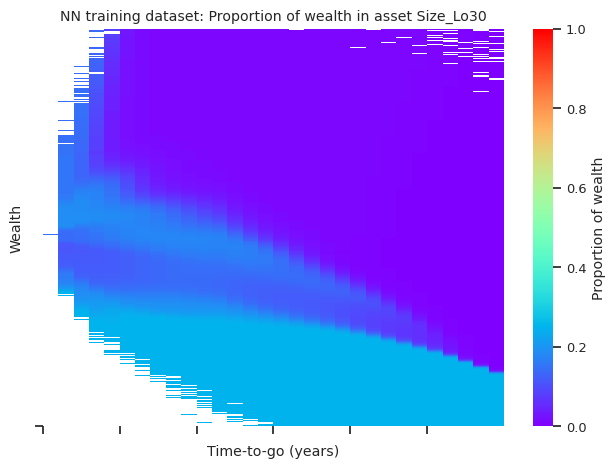 NN training dataset: Proportion of wealth in asset Size_Lo30
Wealth
Time-to-go (years)
1.0
0.8
0.6
0.4
0.2
0.0
Proportion of wealth